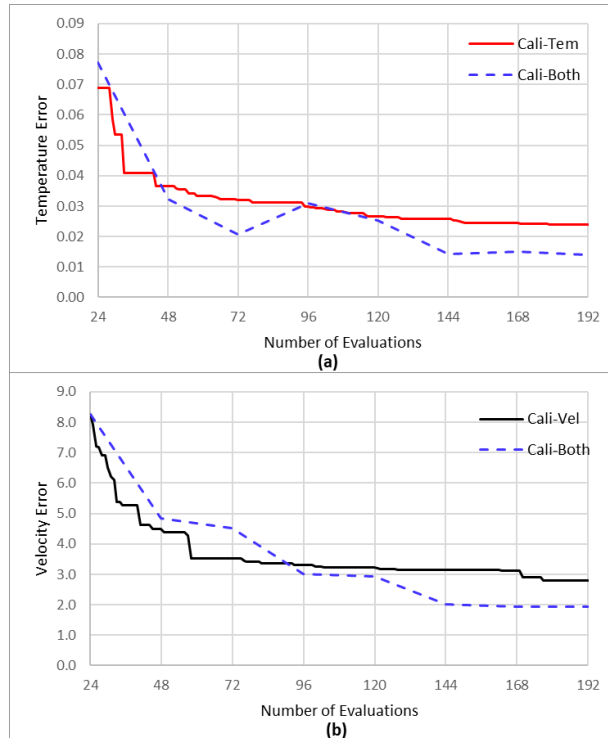 0.09
0.08
0.07
0.06
0.05
0.04
0.03
0.02
0.01
0.00
Temperature Error
Cali-Tem
Cali-Both
24 48 72 96 120 144 168 192
Number of Evaluations
(a)
9.0
8.0
7.0
6.0
5.0
4.0
3.0
2.0
1.0
0.0
Velocity Error
Cali-Vel
Cali-Both
24 48 72 96 120 144 168 192
Number of Evaluations
(b)